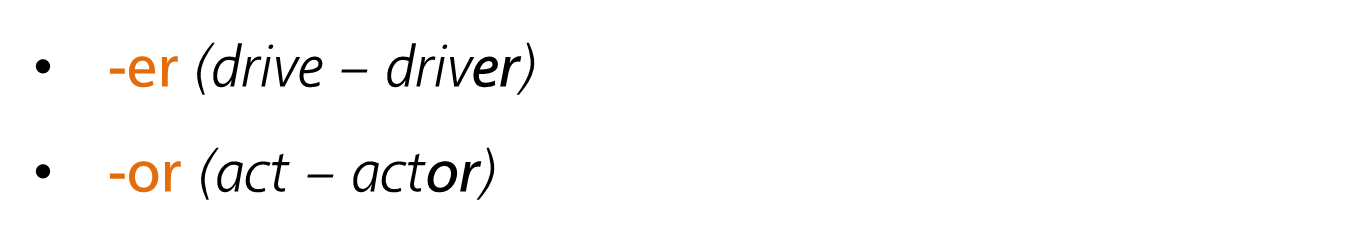 • -er (drive – driver)
• -or (act – actor)